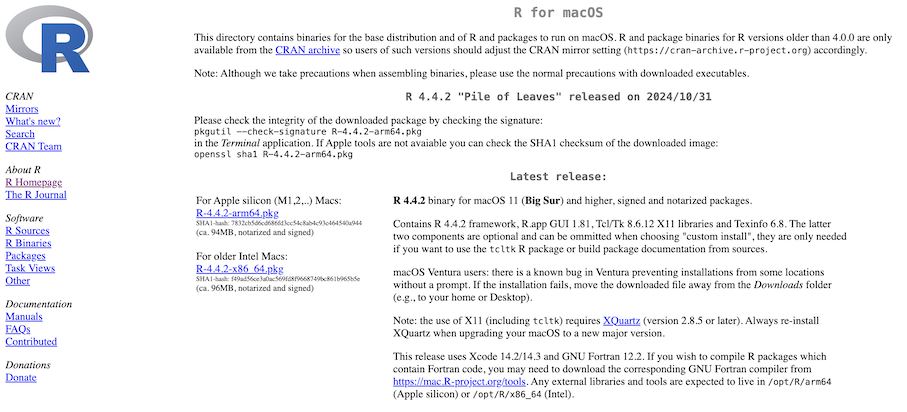 R
CRAN
Mirrors
What's new?
Search
CRAN Team
About R
R Homepage
The R Journal
Software
R Sources
R Binaries
Packages
Task Views
Other
Documentation
Manuals
FAQs
Contributed
Donations
Donate
R for macOS
This directory contains binaries for the base distribution and of R and packages to run on macOS. R and package binaries for R versions older than 4.0.0 are only
available from the CRAN archive so users of such versions should adjust the CRAN mirror setting (https://cran-archive.r-project.org) accordingly.
Note: Although we take precautions when assembling binaries, please use the normal precautions with downloaded executables.
R 4.4.2 "Pile of Leaves" released on 2024/10/31
Please check the integrity of the downloaded package by checking the signature:
pkgutil --check-signature R-4.4.2-arm64.pkg
in the Terminal application. If Apple tools are not avaiable you can check the SHA1 checksum of the downloaded image:
openssl sha1 R-4.4.2-arm64.pkg
Latest release:
For Apple silicon (M1,2,..) Macs:
R-4.4.2-arm64.pkg
SHA1-hash:
(ca. 94MB, notarized and signed)
For older Intel Macs:
R-4.4.2-x86_64.pkg
SHA1-hash:
(ca. 96MB, notarized and signed)
R 4.4.2 binary for macOS 11 (Big Sur) and higher, signed and notarized packages.
Contains R 4.4.2 framework, R.app GUI 1.81, Tcl/Tk 8.6.12 X11 libraries and Texinfo 6.8. The latter
two components are optional and can be ommitted when choosing "custom install", they are only needed
if you want to use the tcltk R package or build package documentation from sources.
macOS Ventura users: there is a known bug in Ventura preventing installations from some locations
without a prompt. If the installation fails, move the downloaded file away from the Downloads folder
(e.g., to your home or Desktop).
Note: the use of X11 (including tcltk) requires XQuartz (version 2.8.5 or later). Always re-install
XQuartz when upgrading your macOS to a new major version.
This release uses Xcode 14.2/14.3 and GNU Fortran 12.2. If you wish to compile R packages which
contain Fortran code, you may need to download the corresponding GNU Fortran compiler from
https://mac.R-project.org/tools. Any external libraries and tools are expected to live in /opt/R/arm64
(Apple silicon) or /opt/R/x86_64 (Intel).